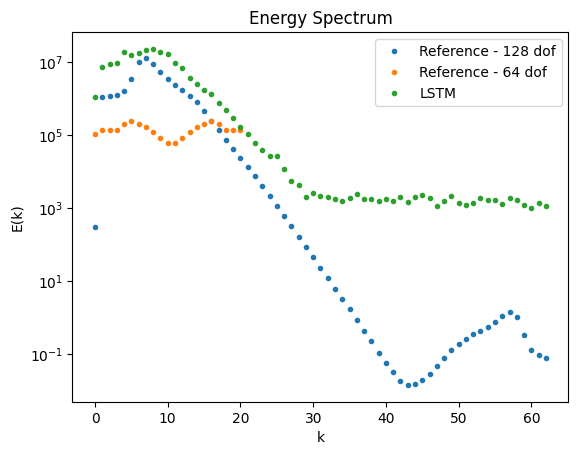 Energy Spectrum
Reference - 128 dof
Reference - 64 dof
LSTM
E(k)
10^7
10^5
10^3
10^1
10^−1
0 10 20 30 40 50 60
k